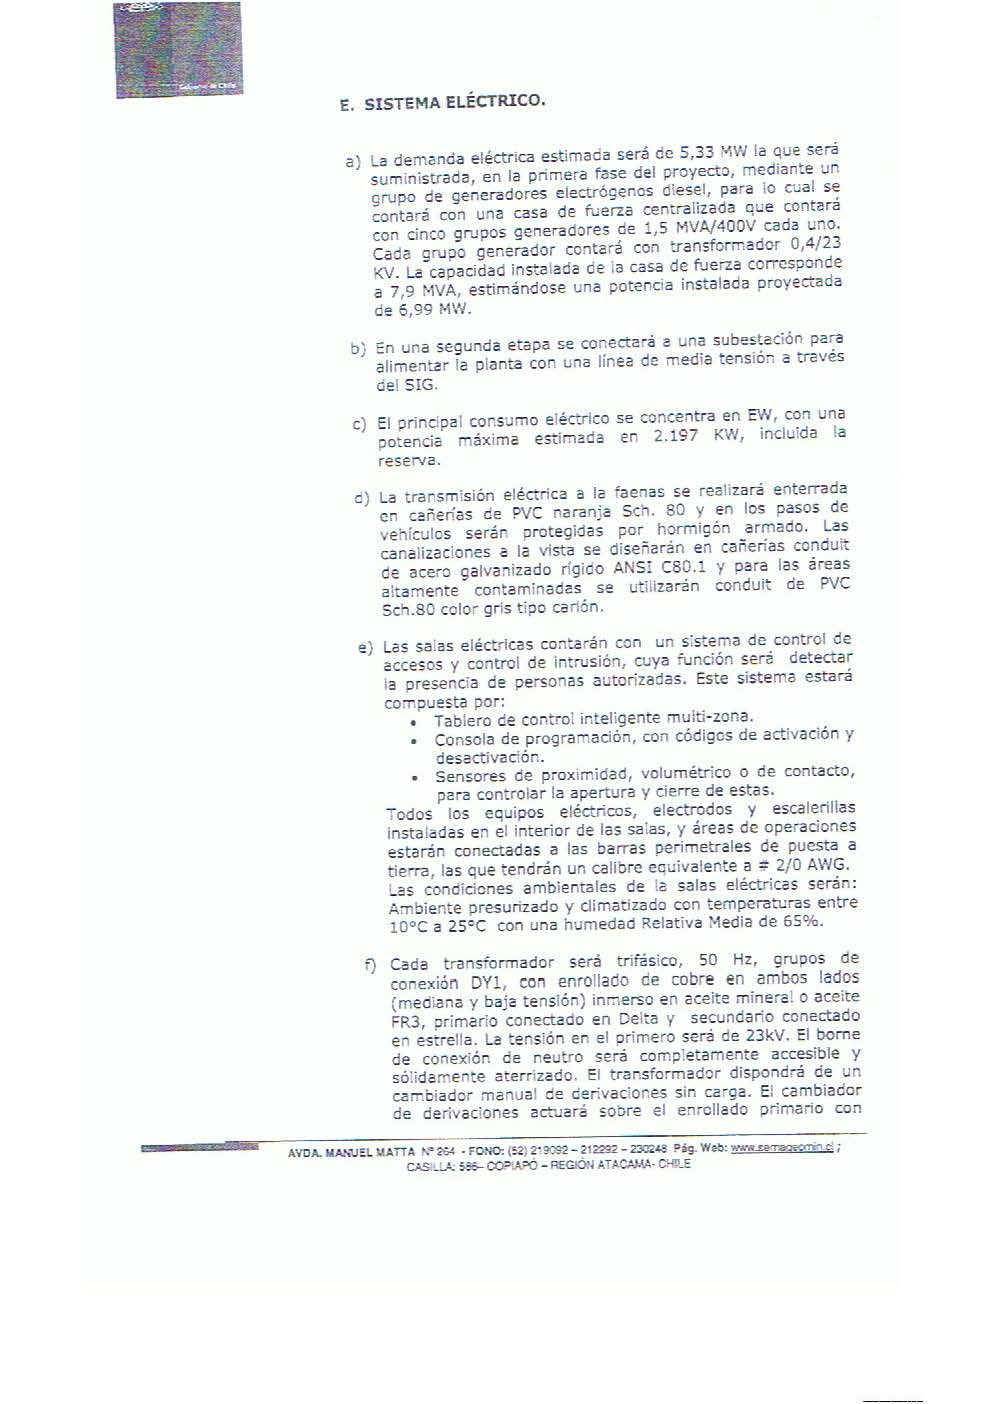 Gobierno de Chile
E. SISTEMA ELÉCTRICO.
a) La demanda eléctrica estimada será de 5,33 MW la que será
suministrada, en la primera fase del proyecto, mediante un
grupo de generadores electrógenos diesel, para lo cual se
contará con una casa de fuerza centralizada que contará
con cinco grupos generadores de 1,5 MVA/400V cada uno.
Cada grupo generador contará con transformador 0,4/23
KV. La capacidad instalada de la casa de fuerza corresponde
a 7,9 MVA, estimándose una potencia instalada proyectada
de 6,99 MW.
b) En una segunda etapa se conectará a una subestación para
alimentar la planta con una línea de media tensión a través
del SIG.
c) El principal consumo eléctrico se concentra en EW, con una
potencia máxima estimada en 2.197 KW, incluida la
reserva.
d) La transmisión eléctrica a la faenas se realizará enterrada
en cañerías de PVC naranja Sch. 80 y en los pasos de
vehículos serán protegidas por hormigón armado. Las
canalizaciones a la vista se diseñarán en cañerías conduit
de acero galvanizado rígido ANSI C80.1 y para las áreas
altamente contaminadas se utilizarán conduit de PVC
Sch.80 color gris tipo carlón.
e) Las salas eléctricas contarán con un sistema de control de
accesos y control de intrusión, cuya función será detectar
la presencia de personas autorizadas. Este sistema estará
compuesta por:
• Tablero de control inteligente multi-zona.
• Consola de programación, con códigos de activación y
desactivación.
• Sensores de proximidad, volumétrico o de contacto,
para controlar la apertura y cierre de estas.
Todos los equipos eléctricos, electrodos y escalerillas
instaladas en el interior de las salas, y áreas de operaciones
estarán conectadas a las barras perimetrales de puesta a
tierra, las que tendrán un calibre equivalente a # 2/0 AWG.
Las condiciones ambientales de la salas eléctricas serán:
Ambiente presurizado y climatizado con temperaturas entre
10°C a 25°C con una humedad Relativa Media de 65%.
f) Cada transformador será trifásico, 50 Hz, grupos de
conexión DY1, con enrollado de cobre en ambos lados
(mediana y baja tensión) inmerso en aceite mineral o aceite
FR3, primario conectado en Delta y secundario conectado
en estrella. La tensión en el primero será de 23kV. El borne
de conexión de neutro será completamente accesible y
sólidamente aterrizado. El transformador dispondrá de un
cambiador manual de derivaciones sin carga. El cambiador
de derivaciones actuará sobre el enrollado primario con
AVDA. MANUEL MATTA N° 264 - FONO: (52) 219092 – 212292 – 230248 Pág. Web: www.sernageomin.cl ;
CASILLA: 586– COPIAPÓ – REGIÓN ATACAMA- CHILE